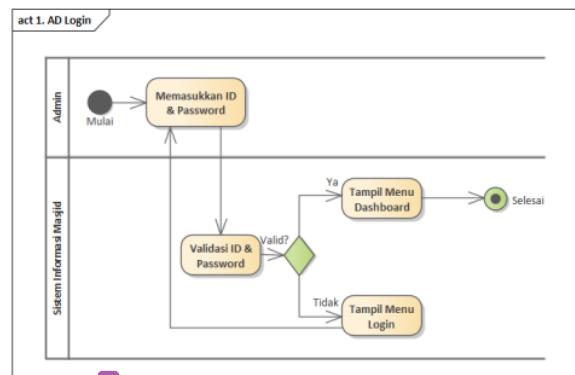 act 1. AD Login
Admin
Mulai
Memasukkan ID
& Password
Sistem Informasi Masjid
Validasi ID &
Password
Valid?
Ya
Tampil Menu
Dashboard
Selesai
Tidak
Tampil Menu
Login